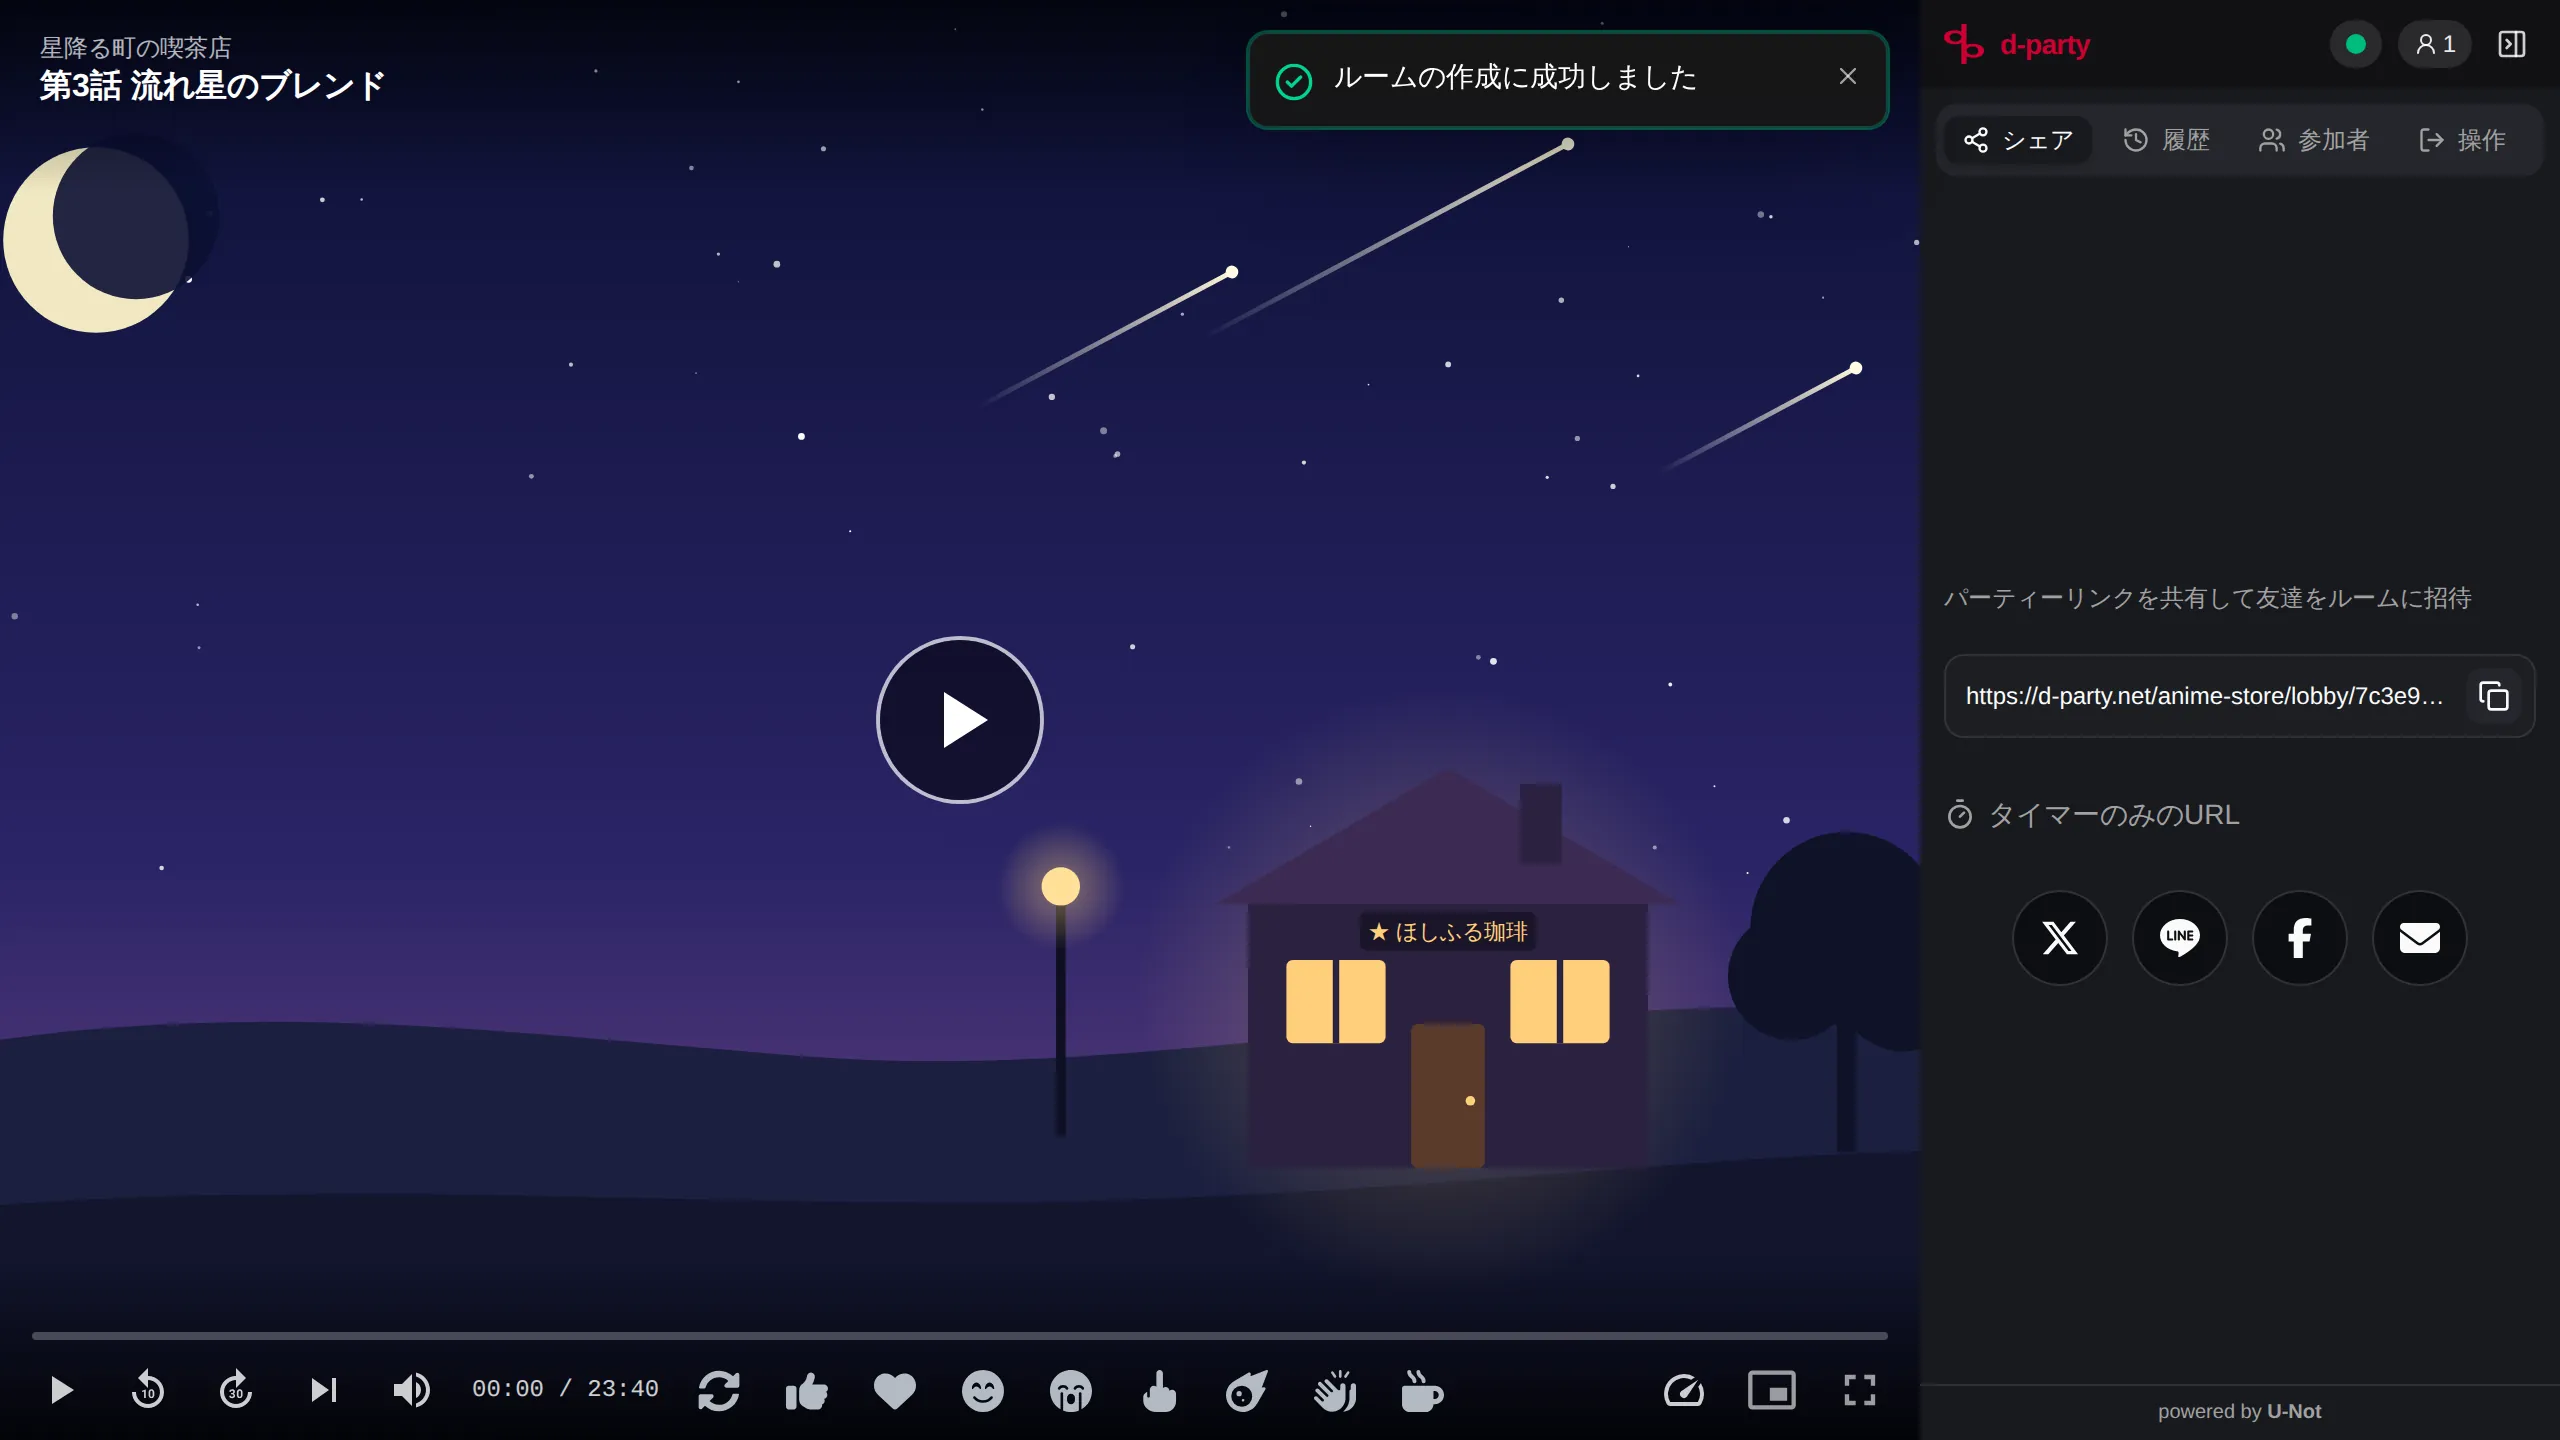 星降る町の喫茶店
第3話 流れ星のブレンド
ルームの作成に成功しました
★ ほしふる珈琲
10
30
00:00 / 23:40
d-party
1
シェア
履歴
参加者
操作
パーティーリンクを共有して友達をルームに招待
https://d-party.net/anime-store/lobby/7c3e9…
タイマーのみのURL
LINE
powered by U-Not